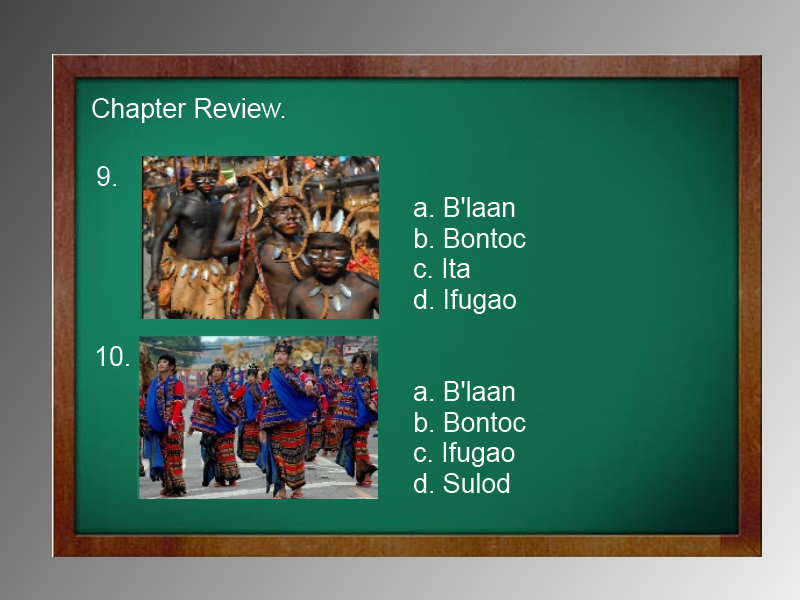 Chapter Review.
9.
a. B'laan
b. Bontoc
c. Ita
d. Ifugao
10.
a. B'laan
b. Bontoc
c. Ifugao
d. Sulod